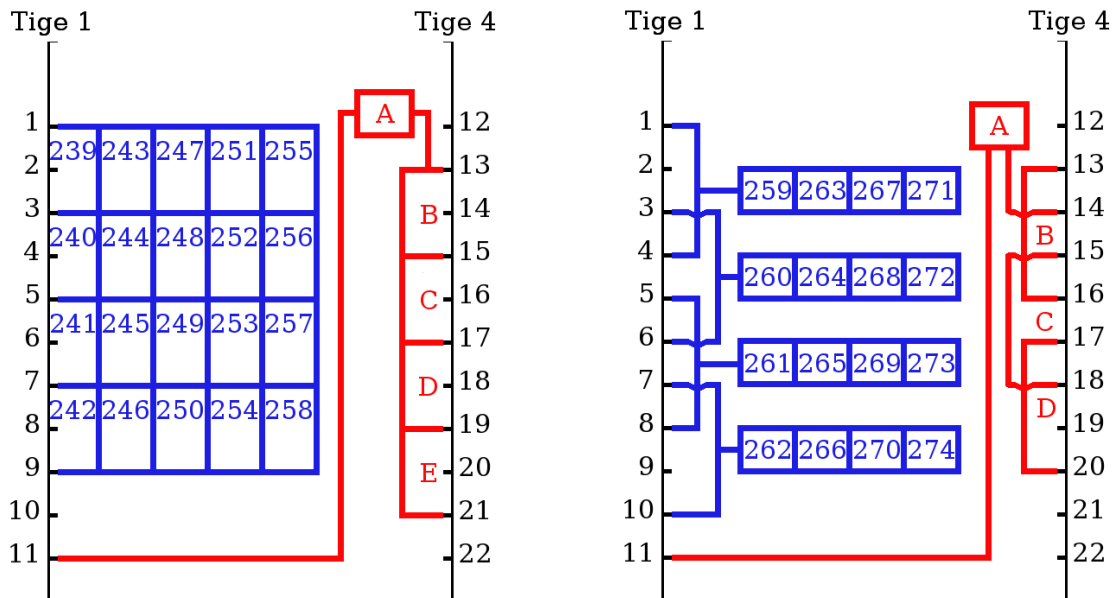 Tige 1 Tige 4
A
1 12
239 243 247 251 255
2 13
3 B 14
240 244 248 252 256
4 15
5 C 16
241 245 249 253 257
6 17
7 D 18
242 246 250 254 258
8 19
9 E 20
10 21
11 22
Tige 1 Tige 4
1 A 12
2 13
259 263 267 271
3 14
B
4 15
260 264 268 272
5 16
C
6 17
261 265 269 273
7 18
D
8 19
262 266 270 274
9 20
10 21
11 22